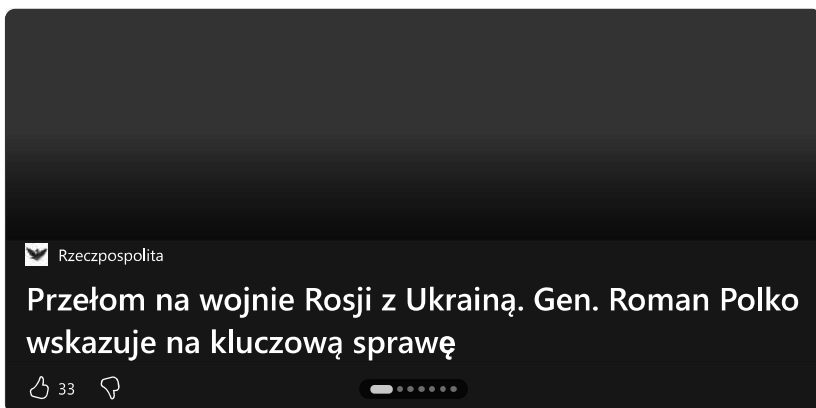 Rzeczpospolita
Przełom na wojnie Rosji z Ukrainą. Gen. Roman Polko
wskazuje na kluczową sprawę
33